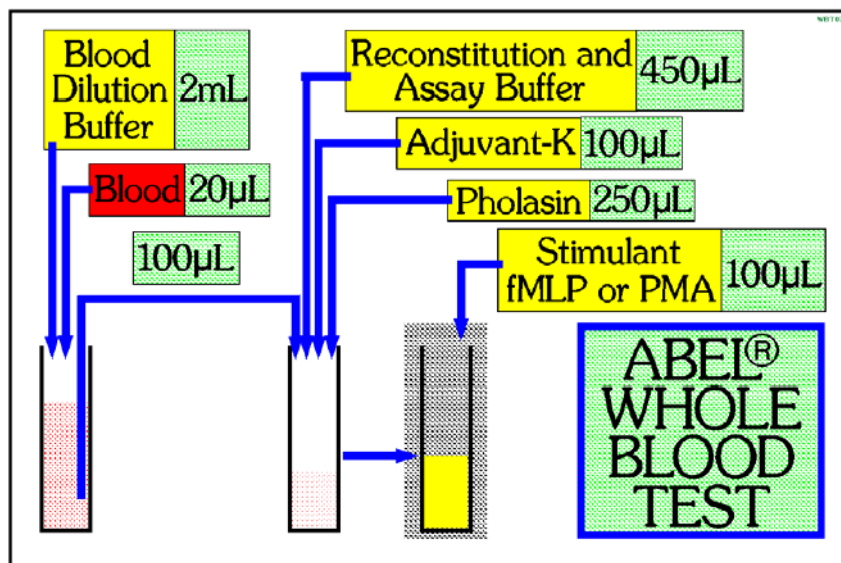 Blood
Dilution
Buffer
2mL
Blood
20µL
100µL
Reconstitution and
Assay Buffer
450µL
Adjuvant-K
100µL
Pholasin
250µL
Stimulant
fMLP or PMA
100µL
ABEL®
WHOLE
BLOOD
TEST